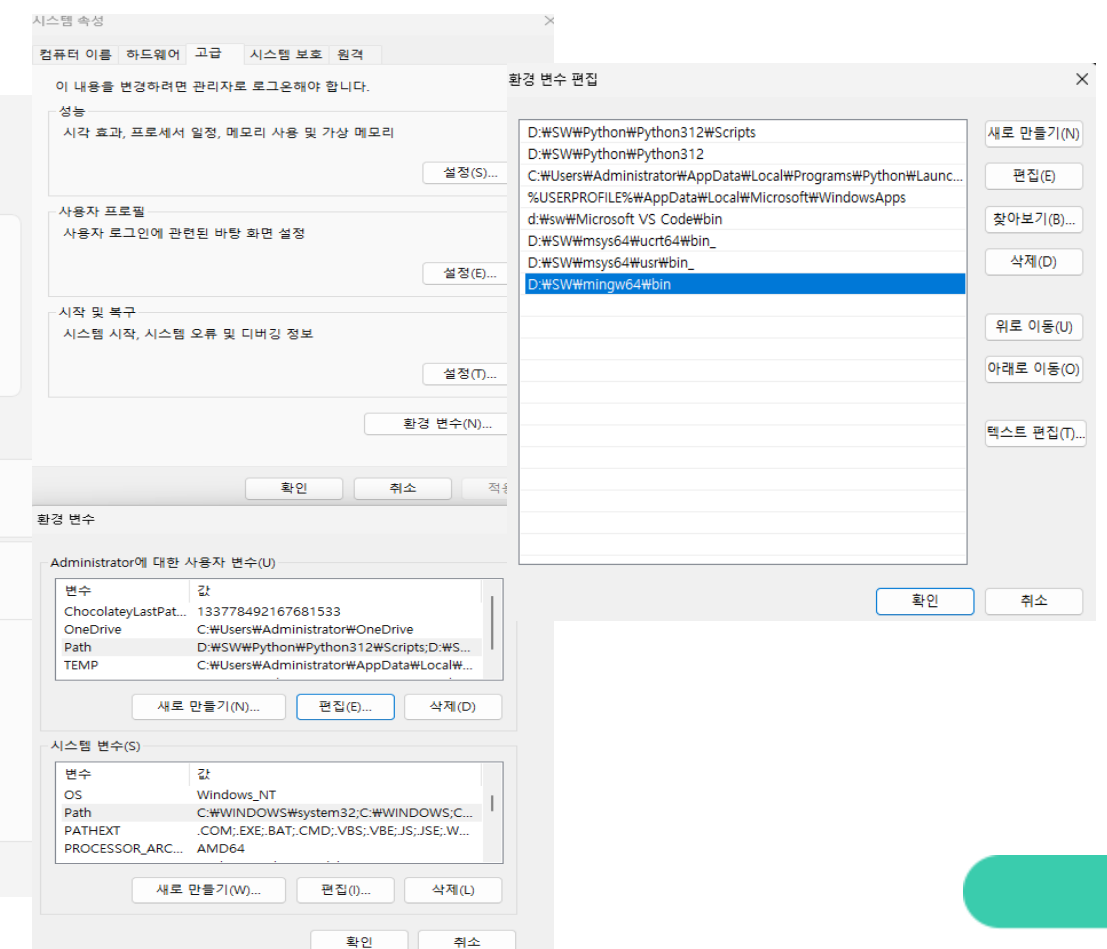 시스템 속성
컴퓨터 이름 하드웨어 고급 시스템 보호 원격
이 내용을 변경하려면 관리자로 로그온해야 합니다.
성능
시각 효과, 프로세서 일정, 메모리 사용 및 가상 메모리
설정(S)...
사용자 프로필
사용자 로그인에 관련된 바탕 화면 설정
설정(E)...
시작 및 복구
시스템 시작, 시스템 오류 및 디버깅 정보
설정(T)...
환경 변수(N)...
확인 취소
환경 변수 편집
D:₩SW₩Python₩Python312₩Scripts
D:₩SW₩Python₩Python312
C:₩Users₩Administrator₩AppData₩Local₩Programs₩Python₩Launc...
%USERPROFILE%₩AppData₩Local₩Microsoft₩WindowsApps
d:₩sw₩Microsoft VS Code₩bin
D:₩SW₩msys64₩ucrt64₩bin_
D:₩SW₩msys64₩usr₩bin_
D:₩SW₩mingw64₩bin
새로 만들기(N)
편집(E)
찾아보기(B)...
삭제(D)
위로 이동(U)
아래로 이동(O)
텍스트 편집(T)...
확인 취소
환경 변수
Administrator에 대한 사용자 변수(U)
변수 값
ChocolateyLastPat... 133778492167681533
OneDrive C:₩Users₩Administrator₩OneDrive
Path D:₩SW₩Python₩Python312₩Scripts;D:₩S...
TEMP C:₩Users₩Administrator₩AppData₩Local₩...
새로 만들기(N)... 편집(E)... 삭제(D)
시스템 변수(S)
변수 값
OS Windows_NT
Path C:₩WINDOWS₩system32;C:₩WINDOWS;C...
PATHEXT .COM;.EXE;.BAT;.CMD;.VBS;.VBE;.JS;.JSE;.W...
PROCESSOR_ARC... AMD64
새로 만들기(W)... 편집(I)... 삭제(L)
확인 취소